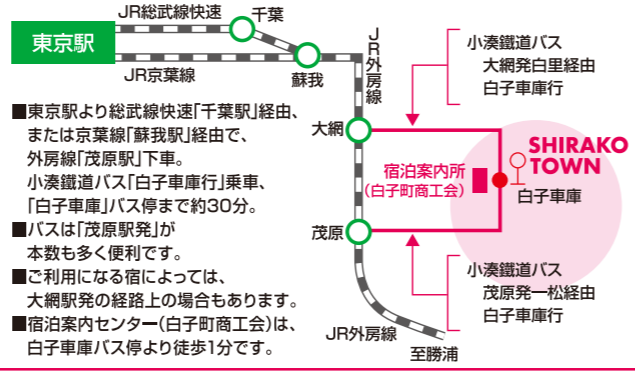 JR総武線快速
千葉
東京駅
JR京葉線
蘇我
JR外房線
小湊鐵道バス
大網発白里経由
白子車庫行
■東京駅より総武線快速「千葉駅」経由、
または京葉線「蘇我駅」経由で、
外房線「茂原駅」下車。
小湊鐵道バス「白子車庫行」乗車、
「白子車庫」バス停まで約30分。
■バスは「茂原駅発」が
本数も多く便利です。
■ご利用になる宿によっては、
大網駅発の経路上の場合もあります。
■宿泊案内センター(白子町商工会)は、
白子車庫バス停より徒歩1分です。
大網
SHIRAKO
TOWN
宿泊案内所
(白子町商工会)
白子車庫
茂原
小湊鐵道バス
茂原発一松経由
白子車庫行
JR外房線
至勝浦